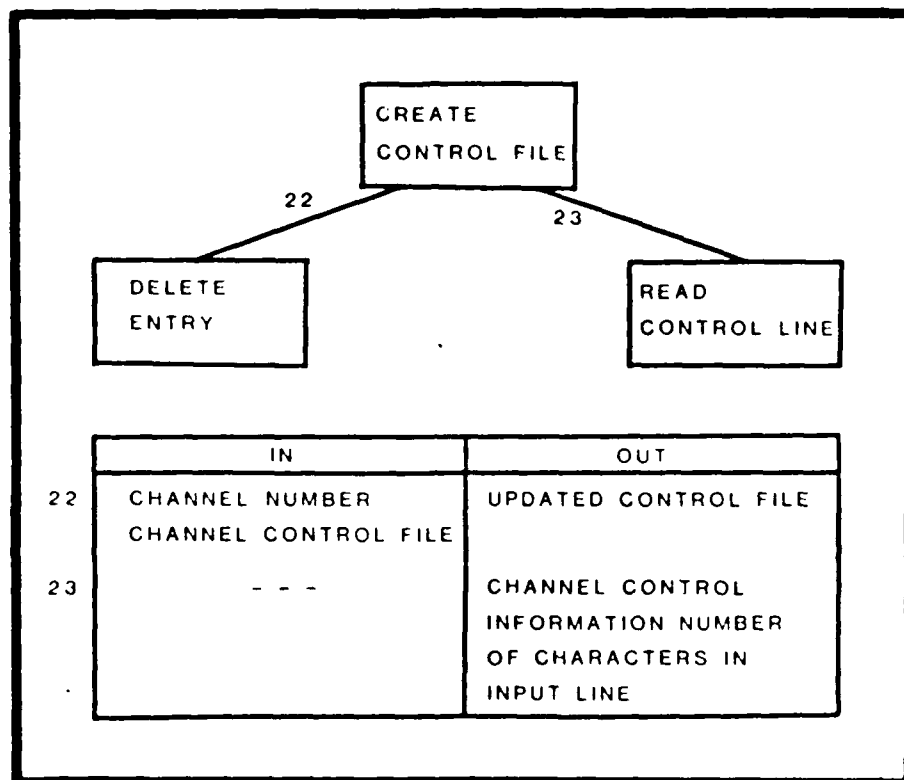 CREATE
CONTROL FILE
22
23
DELETE
ENTRY
READ
CONTROL LINE
IN OUT
22 CHANNEL NUMBER UPDATED CONTROL FILE
CHANNEL CONTROL FILE
23 - - - CHANNEL CONTROL
INFORMATION NUMBER
OF CHARACTERS IN
INPUT LINE